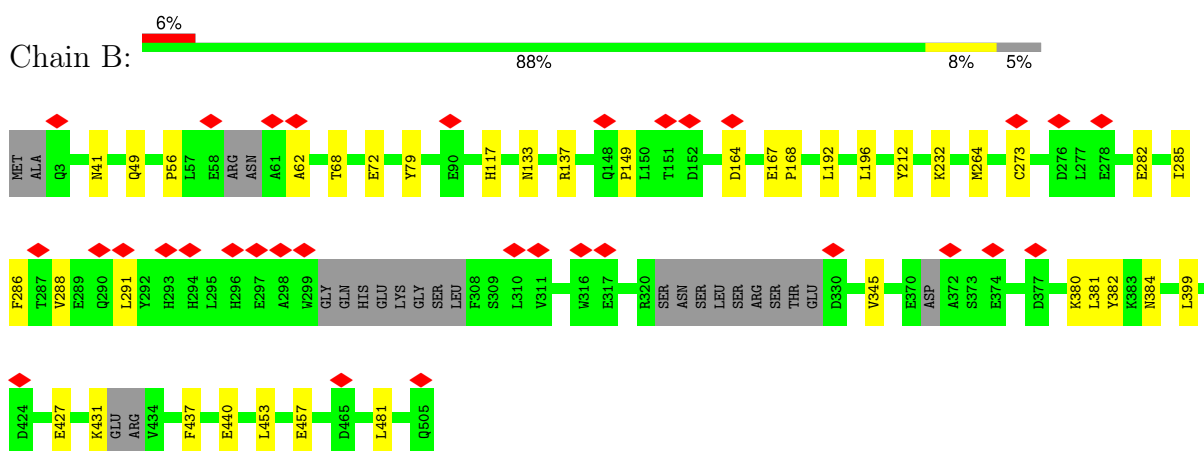 6%
Chain B:
88% 8% 5%
MET ALA Q3 N41 Q49 P56 L57 E58 ARG ASN A61 A62 T68 E72 Y79 E90 H117 N133 R137 Q148 P149 L150 T151 D152 D164 E167 P168 L192 L196 Y212 K232 M264 C273 D276 L277 E278 E282 I285
F286 T287 V288 E289 Q290 L291 Y292 H293 H294 L295 H296 E297 A298 W299 GLY GLN HIS GLU LYS GLY SER LEU F308 S309 L310 V311 W316 E317 R320 SER ASN SER LEU SER ARG SER THR GLU D330 V345 E370 ASP A372 S373 E374 D377 K380 L381 Y382 K383 N384 L399
D424 E427 K431 GLU ARG V434 F437 E440 L453 E457 D465 L481 Q505